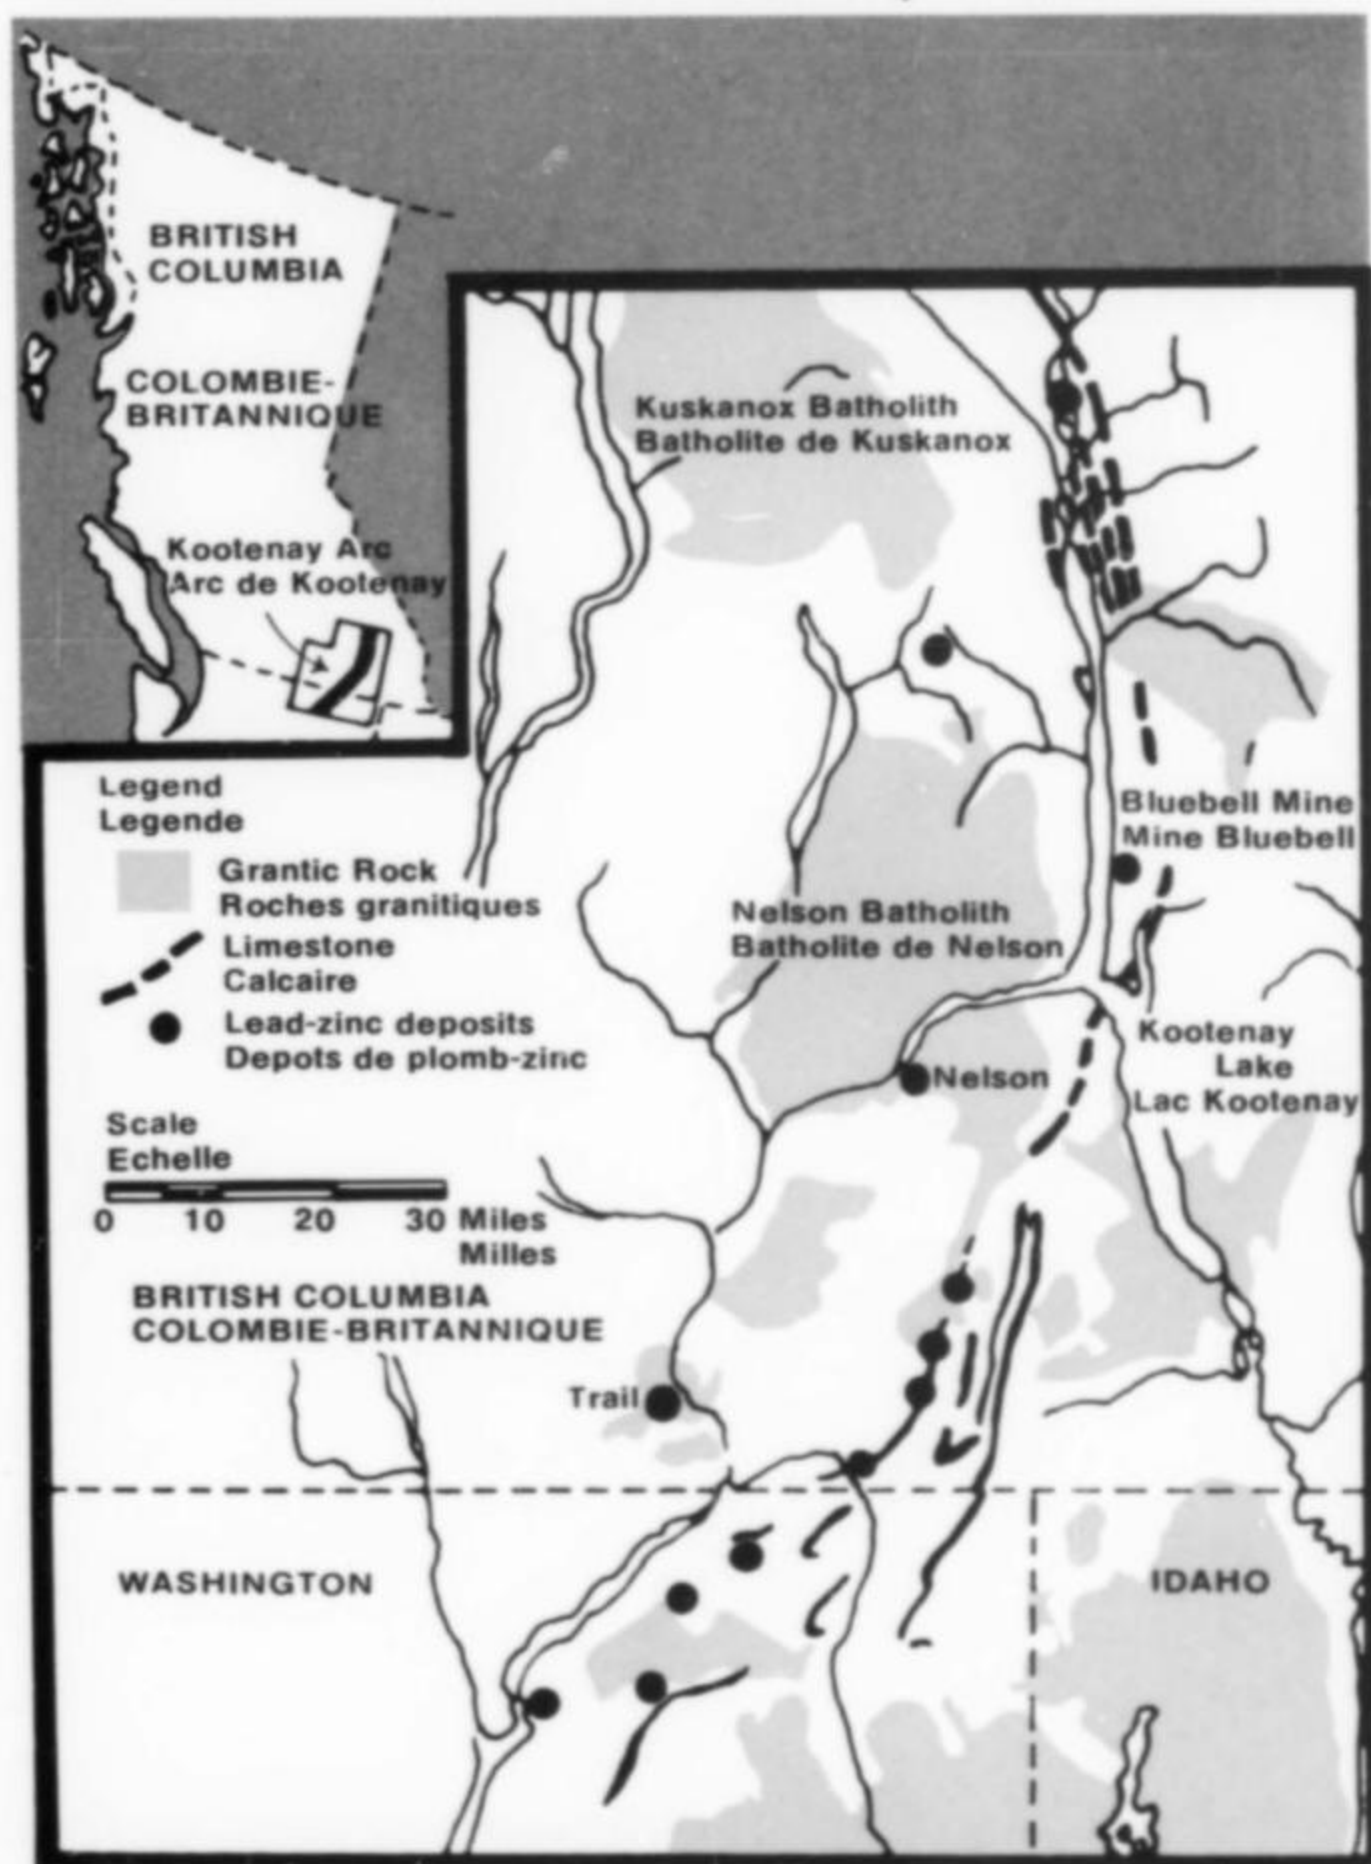 BRITISH
COLUMBIA
COLOMBIE-
BRITANNIQUE
Kootenay Arc
Arc de Kootenay
Kuskanox Batholith
Batholite de Kuskanox
Bluebell Mine
Mine Bluebell
Legend
Legende
Grantic Rock
Roches granitiques
Limestone
Calcaire
Lead-zinc deposits
Depots de plomb-zinc
Nelson Batholith
Batholite de Nelson
Kootenay
Lake
Lac Kootenay
Nelson
Scale
Echelle
0 10 20 30 Miles
Milles
BRITISH COLUMBIA
COLOMBIE-BRITANNIQUE
Trail
WASHINGTON
IDAHO